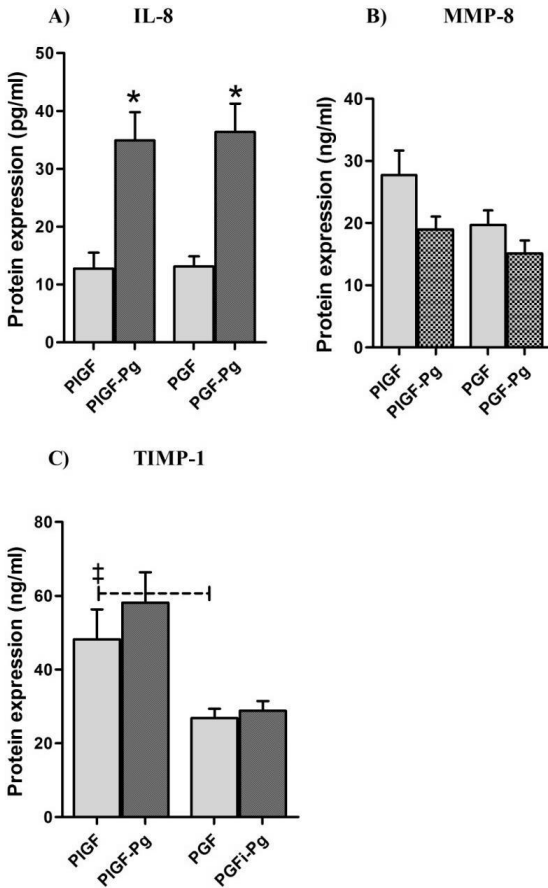 A) IL-8
Protein expression (pg/ml)
50
40
30
20
10
0
*
*
PIGF
PIGF-Pg
PGF
PGF-Pg
B) MMP-8
Protein expression (ng/ml)
40
30
20
10
0
PIGF
PIGF-Pg
PGF
PGF-Pg
C) TIMP-1
Protein expression (ng/ml)
80
60
40
20
0
‡
PIGF
PIGF-Pg
PGF
PGFi-Pg